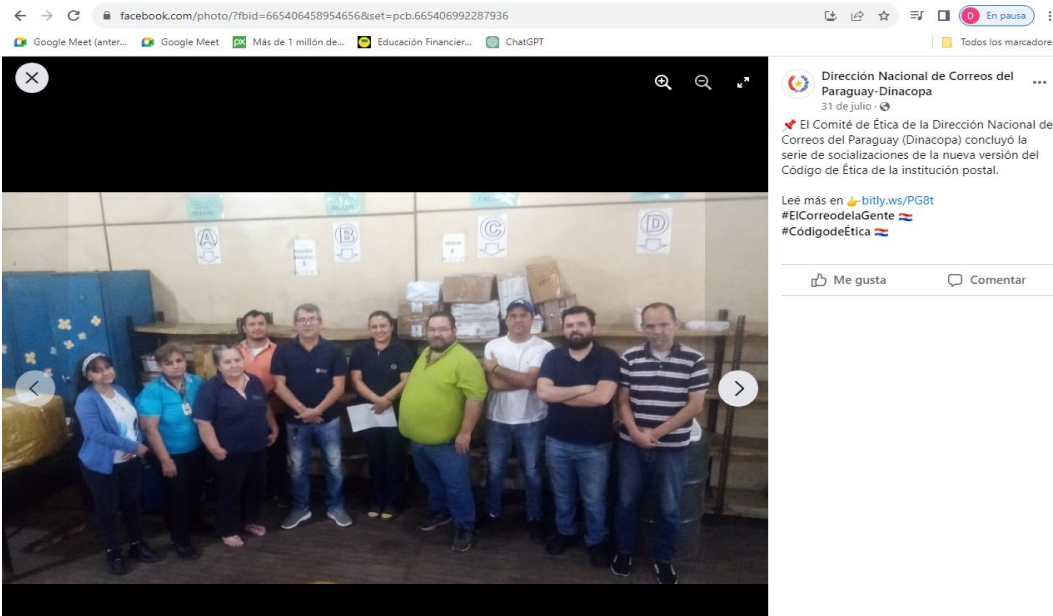 facebook.com/photo/?fbid=665406458954656&set=pcb.665406992287936
D
En pausa
Google Meet (anter...
Google Meet
px
Más de 1 millón de...
Educación Financier...
ChatGPT
Todos los marcadores
Dirección Nacional de Correos del
Paraguay-Dinacopa
31 de julio ·
El Comité de Ética de la Dirección Nacional de
Correos del Paraguay (Dinacopa) concluyó la
serie de socializaciones de la nueva versión del
Código de Ética de la institución postal.
Leé más en bitly.ws/PG8t
#ElCorreodelaGente
#CódigodeÉtica
Me gusta
Comentar
A
B
C
D